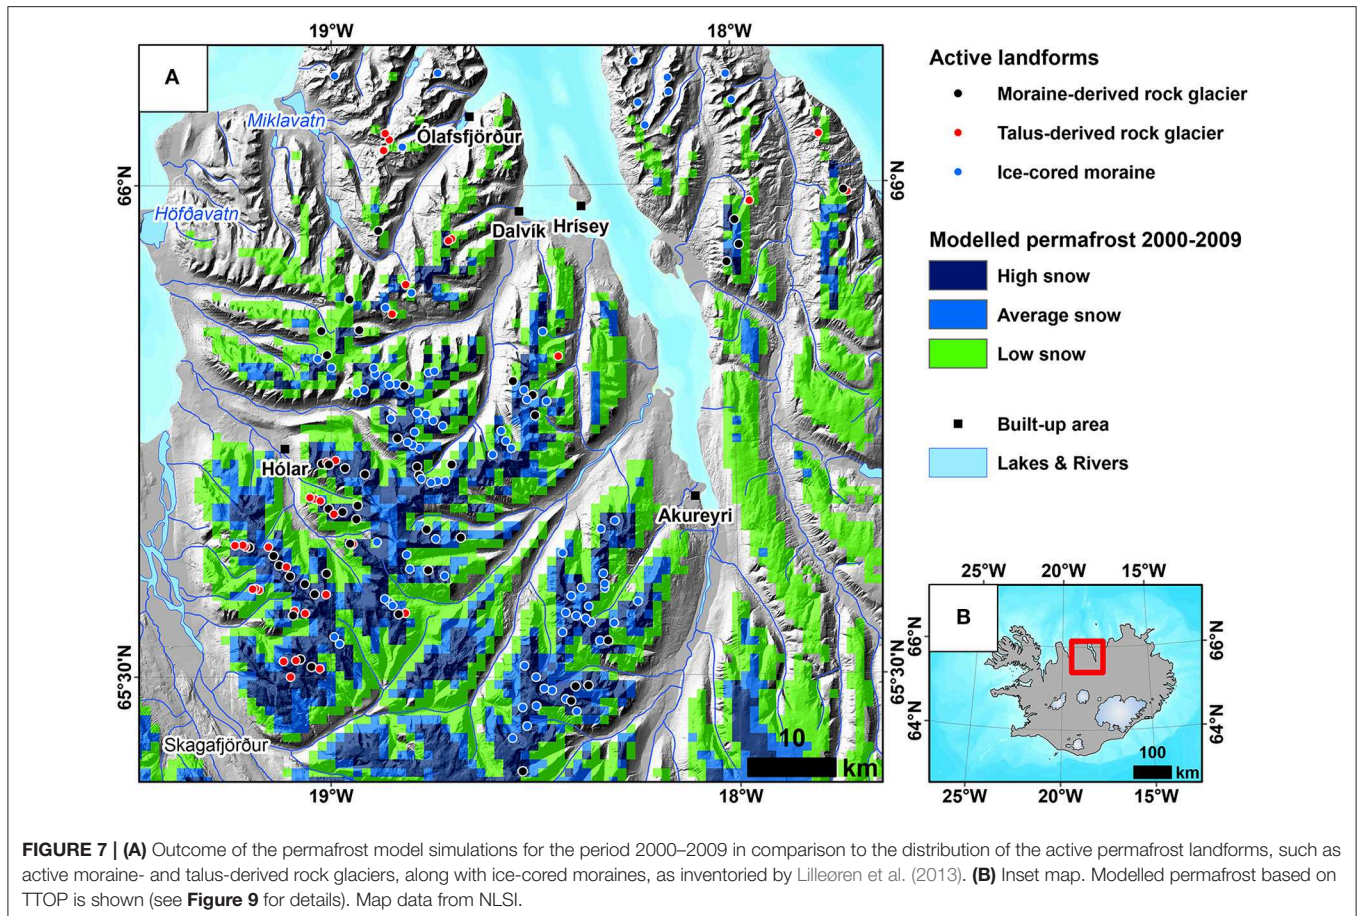 19°W
18°W
A
Miklavatn
Ólafsfjörður
66°N
66°N
Höfðavatn
Dalvík
Hrísey
Hólar
Akureyri
65°30'N
65°30'N
Skagafjörður
10
km
19°W
18°W
Active landforms
Moraine-derived rock glacier
Talus-derived rock glacier
Ice-cored moraine
Modelled permafrost 2000-2009
High snow
Average snow
Low snow
Built-up area
Lakes & Rivers
25°W
20°W
15°W
B
66°N
66°N
64°N
64°N
100
km
25°W
20°W
15°W
FIGURE 7 | (A) Outcome of the permafrost model simulations for the period 2000–2009 in comparison to the distribution of the active permafrost landforms, such as
active moraine- and talus-derived rock glaciers, along with ice-cored moraines, as inventoried by Lilleøren et al. (2013). (B) Inset map. Modelled permafrost based on
TTOP is shown (see Figure 9 for details). Map data from NLSI.